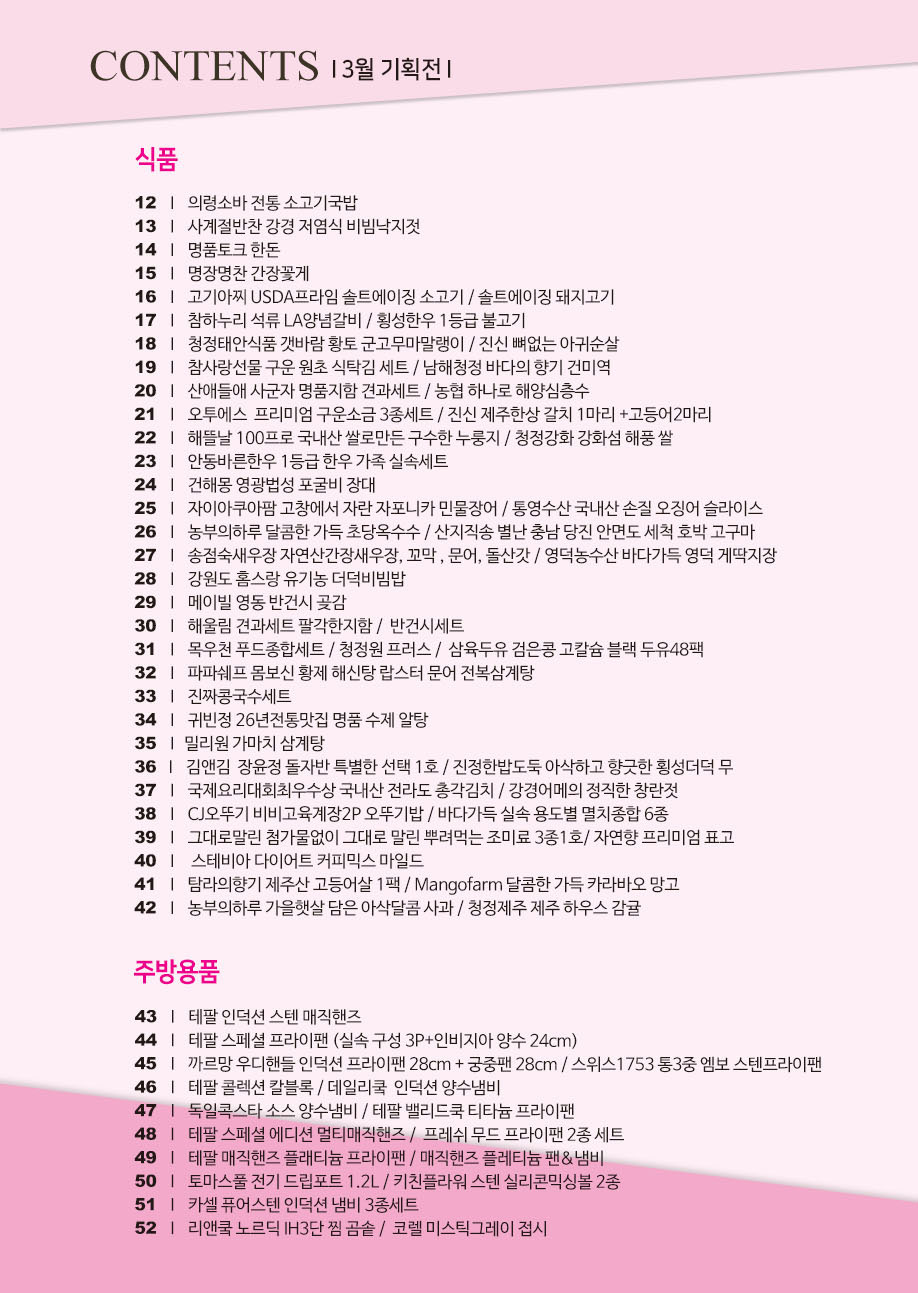 CONTENTS I 3월 기획전 I
식품
12 I 의령소바 전통 소고기국밥
13 I 사계절반찬 강경 저염식 비빔낙지젓
14 I 명품토크 한돈
15 I 명장명찬 간장꽃게
16 I 고기아찌 USDA프라임 솔트에이징 소고기 / 솔트에이징 돼지고기
17 I 참하누리 석류 LA양념갈비 / 횡성한우 1등급 불고기
18 I 청정태안식품 갯바람 황토 군고무마말랭이 / 진신 뼈없는 아귀순살
19 I 참사랑선물 구운 원초 식탁김 세트 / 남해청정 바다의 향기 건미역
20 I 산애들애 사군자 명품지함 견과세트 / 농협 하나로 해양심층수
21 I 오투에스 프리미엄 구운소금 3종세트 / 진신 제주한상 갈치 1마리 +고등어2마리
22 I 해뜰날 100프로 국내산 쌀로만든 구수한 누룽지 / 청정강화 강화섬 해풍 쌀
23 I 안동바른한우 1등급 한우 가족 실속세트
24 I 건해몽 영광법성 포굴비 장대
25 I 자이아쿠아팜 고창에서 자란 자포니카 민물장어 / 통영수산 국내산 손질 오징어 슬라이스
26 I 농부의하루 달콤한 가득 초당옥수수 / 산지직송 별난 충남 당진 안면도 세척 호박 고구마
27 I 송점숙새우장 자연산간장새우장, 꼬막 , 문어, 돌산갓 / 영덕농수산 바다가득 영덕 게딱지장
28 I 강원도 홈스랑 유기농 더덕비빔밥
29 I 메이빌 영동 반건시 곶감
30 I 해울림 견과세트 팔각한지함 / 반건시세트
31 I 목우천 푸드종합세트 / 청정원 프러스 / 삼육두유 검은콩 고칼슘 블랙 두유48팩
32 I 파파쉐프 몸보신 황제 해신탕 랍스터 문어 전복삼계탕
33 I 진짜콩국수세트
34 I 귀빈정 26년전통맛집 명품 수제 알탕
35 I 밀리원 가마치 삼계탕
36 I 김앤김 장윤정 돌자반 특별한 선택 1호 / 진정한밥도둑 아삭하고 향긋한 횡성더덕 무
37 I 국제요리대회최우수상 국내산 전라도 총각김치 / 강경어메의 정직한 창란젓
38 I CJ오뚜기 비비고육계장2P 오뚜기밥 / 바다가득 실속 용도별 멸치종합 6종
39 I 그대로말린 첨가물없이 그대로 말린 뿌려먹는 조미료 3종1호/ 자연향 프리미엄 표고
40 I 스테비아 다이어트 커피믹스 마일드
41 I 탐라의향기 제주산 고등어살 1팩 / Mangofarm 달콤한 가득 카라바오 망고
42 I 농부의하루 가을햇살 담은 아삭달콤 사과 / 청정제주 제주 하우스 감귤
주방용품
43 I 테팔 인덕션 스텐 매직핸즈
44 I 테팔 스페셜 프라이팬 (실속 구성 3P+인비지아 양수 24cm)
45 I 까르망 우디핸들 인덕션 프라이팬 28cm + 궁중팬 28cm / 스위스1753 통3중 엠보 스텐프라이팬
46 I 테팔 콜렉션 칼블록 / 데일리쿡 인덕션 양수냄비
47 I 독일콕스타 소스 양수냄비 / 테팔 밸리드쿡 티타늄 프라이팬
48 I 테팔 스페셜 에디션 멀티매직핸즈 / 프레쉬 무드 프라이팬 2종 세트
49 I 테팔 매직핸즈 플래티늄 프라이팬 / 매직핸즈 플레티늄 팬&냄비
50 I 토마스풀 전기 드립포트 1.2L / 키친플라워 스텐 실리콘믹싱볼 2종
51 I 카셀 퓨어스텐 인덕션 냄비 3종세트
52 I 리앤쿡 노르딕 IH3단 찜 곰솥 / 코렐 미스틱그레이 접시